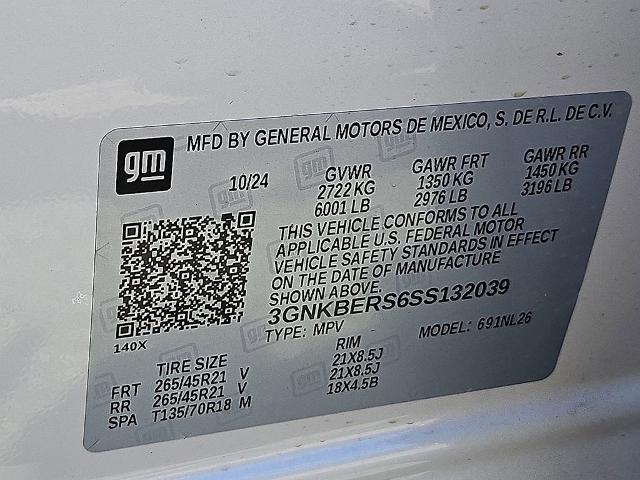 gm
MFD BY GENERAL MOTORS DE MEXICO, S. DE R.L. DE C.V.
10/24 GVWR GAWR FRT GAWR RR
2722 KG 1350 KG 1450 KG
6001 LB 2976 LB 3196 LB
THIS VEHICLE CONFORMS TO ALL
APPLICABLE U.S. FEDERAL MOTOR
VEHICLE SAFETY STANDARDS IN EFFECT
ON THE DATE OF MANUFACTURE
SHOWN ABOVE.
3GNKBERS6SS132039
TYPE: MPV MODEL: 691NL26
140X
TIRE SIZE RIM
FRT 265/45R21 V 21X8.5J
RR 265/45R21 V 21X8.5J
SPA T135/70R18 M 18X4.5B